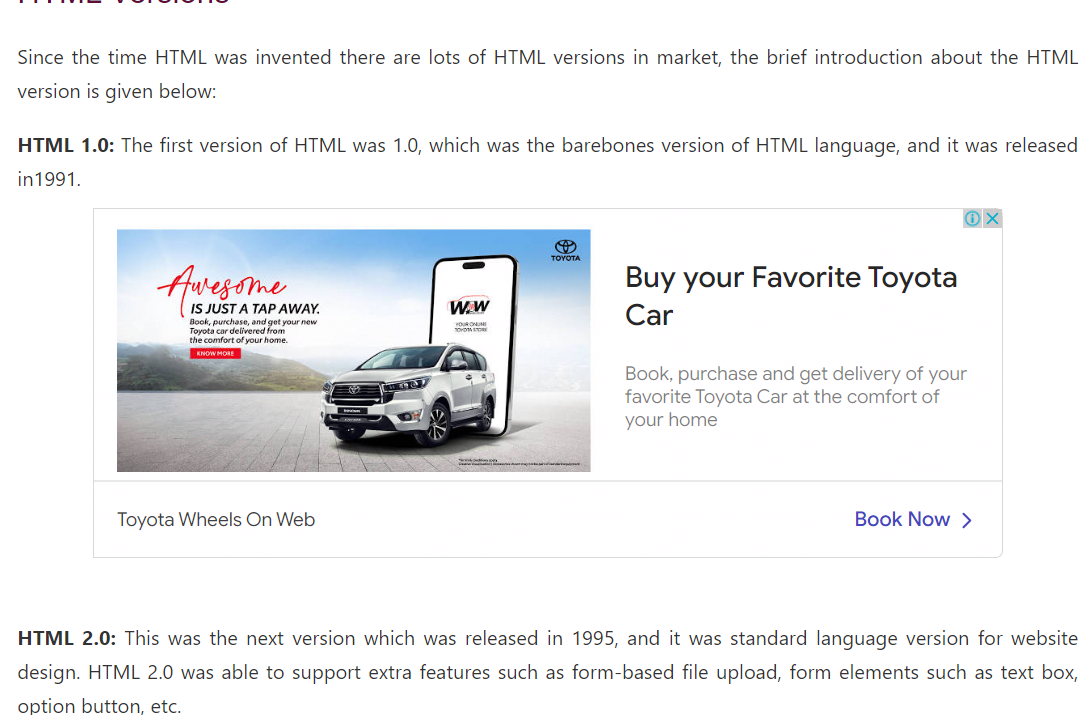 HTML Versions
Since the time HTML was invented there are lots of HTML versions in market, the brief introduction about the HTML
version is given below:
HTML 1.0: The first version of HTML was 1.0, which was the barebones version of HTML language, and it was released
in1991.
Awesome
IS JUST A TAP AWAY.
Book, purchase, and get your new
Toyota car delivered from
the comfort of your home.
KNOW MORE
TOYOTA
WOW
YOUR ONLINE
TOYOTA STORE
Buy your Favorite Toyota
Car
Book, purchase and get delivery of your
favorite Toyota Car at the comfort of
your home
Toyota Wheels On Web
Book Now
HTML 2.0: This was the next version which was released in 1995, and it was standard language version for website
design. HTML 2.0 was able to support extra features such as form-based file upload, form elements such as text box,
option button, etc.